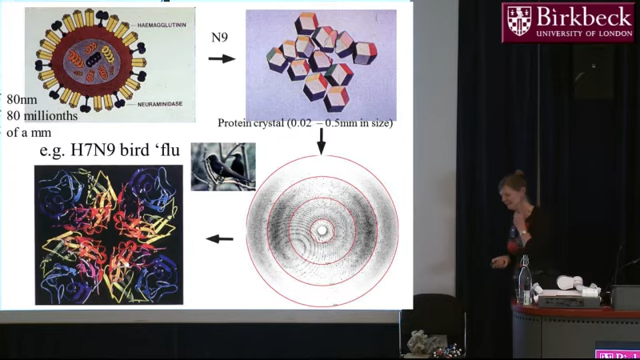 HAEMAGGLUTININ
NEURAMINIDASE
N9
80nm
80 millionths
of a mm
Protein crystal (0.02 – 0.5mm in size)
e.g. H7N9 bird ‘flu
Birkbeck
UNIVERSITY OF LONDON